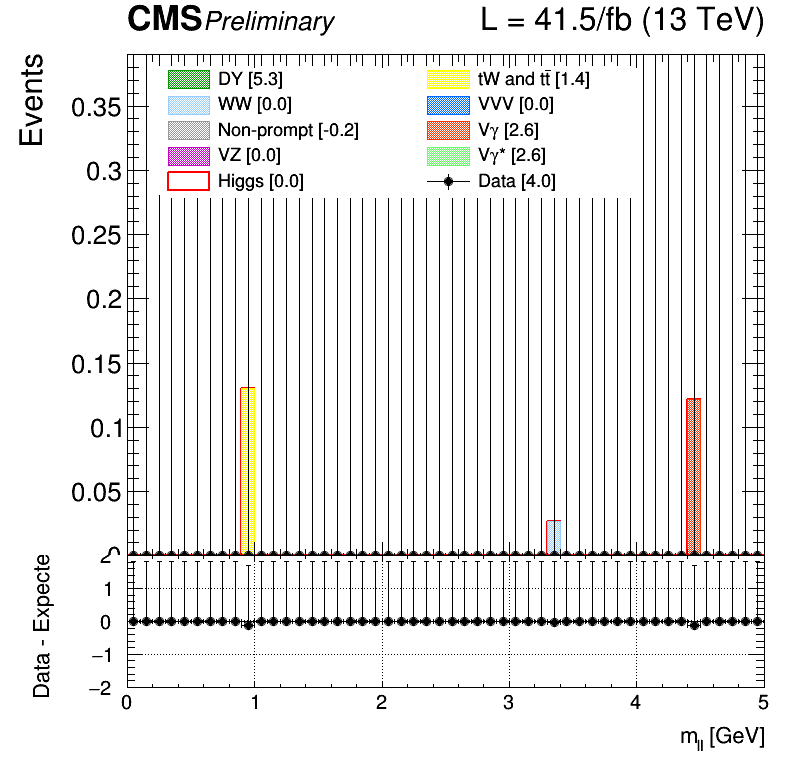 CMS Preliminary L = 41.5/fb (13 TeV)
Events
DY [5.3] tW and tt̄ [1.4]
WW [0.0] VVV [0.0]
Non-prompt [-0.2] Vγ [2.6]
VZ [0.0] Vγ* [2.6]
Higgs [0.0] Data [4.0]
0.35
0.3
0.25
0.2
0.15
0.1
0.05
Data - Expecte
2
1
0
−1
−2
0 1 2 3 4 5
m_ll [GeV]